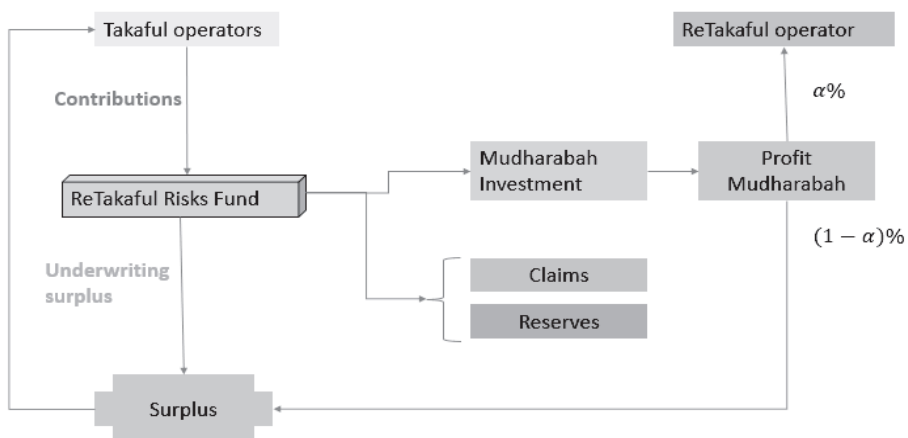 Takaful operators
ReTakaful operator
Contributions
α%
Mudharabah
Investment
Profit
Mudharabah
ReTakaful Risks Fund
(1 − α)%
Underwriting
surplus
Claims
Reserves
Surplus